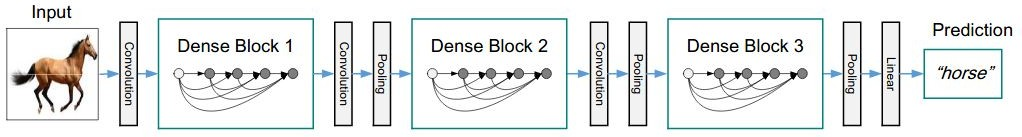 Input
Convolution
Dense Block 1
Convolution
Pooling
Dense Block 2
Convolution
Pooling
Dense Block 3
Pooling
Linear
Prediction
“horse”